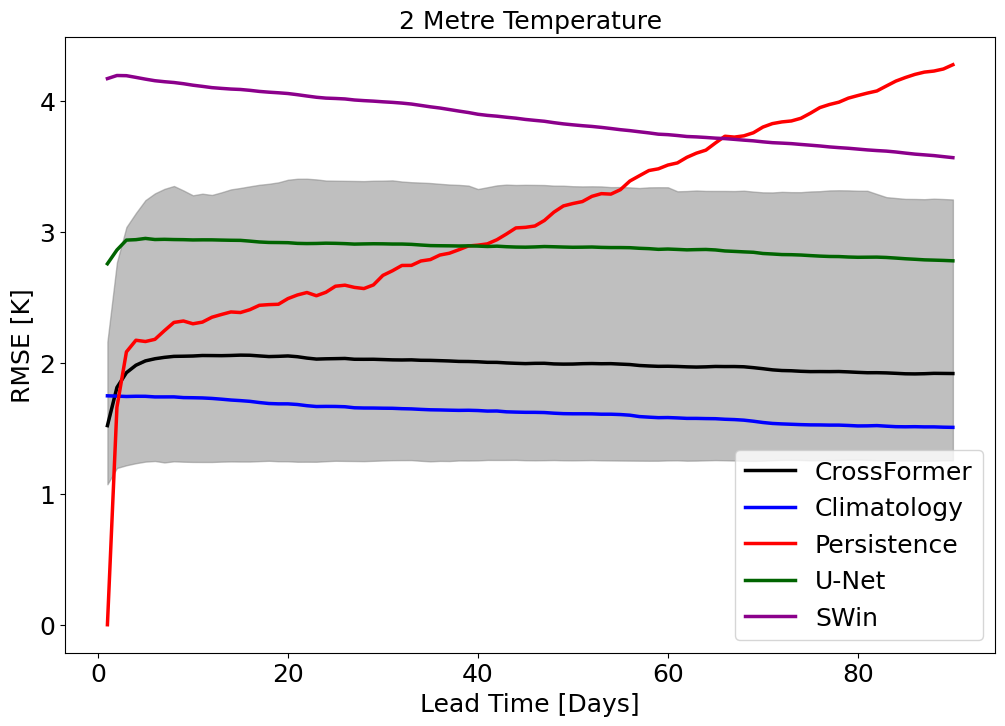 2 Metre Temperature
RMSE [K]
4
3
2
1
0
0 20 40 60 80
Lead Time [Days]
CrossFormer
Climatology
Persistence
U-Net
SWin